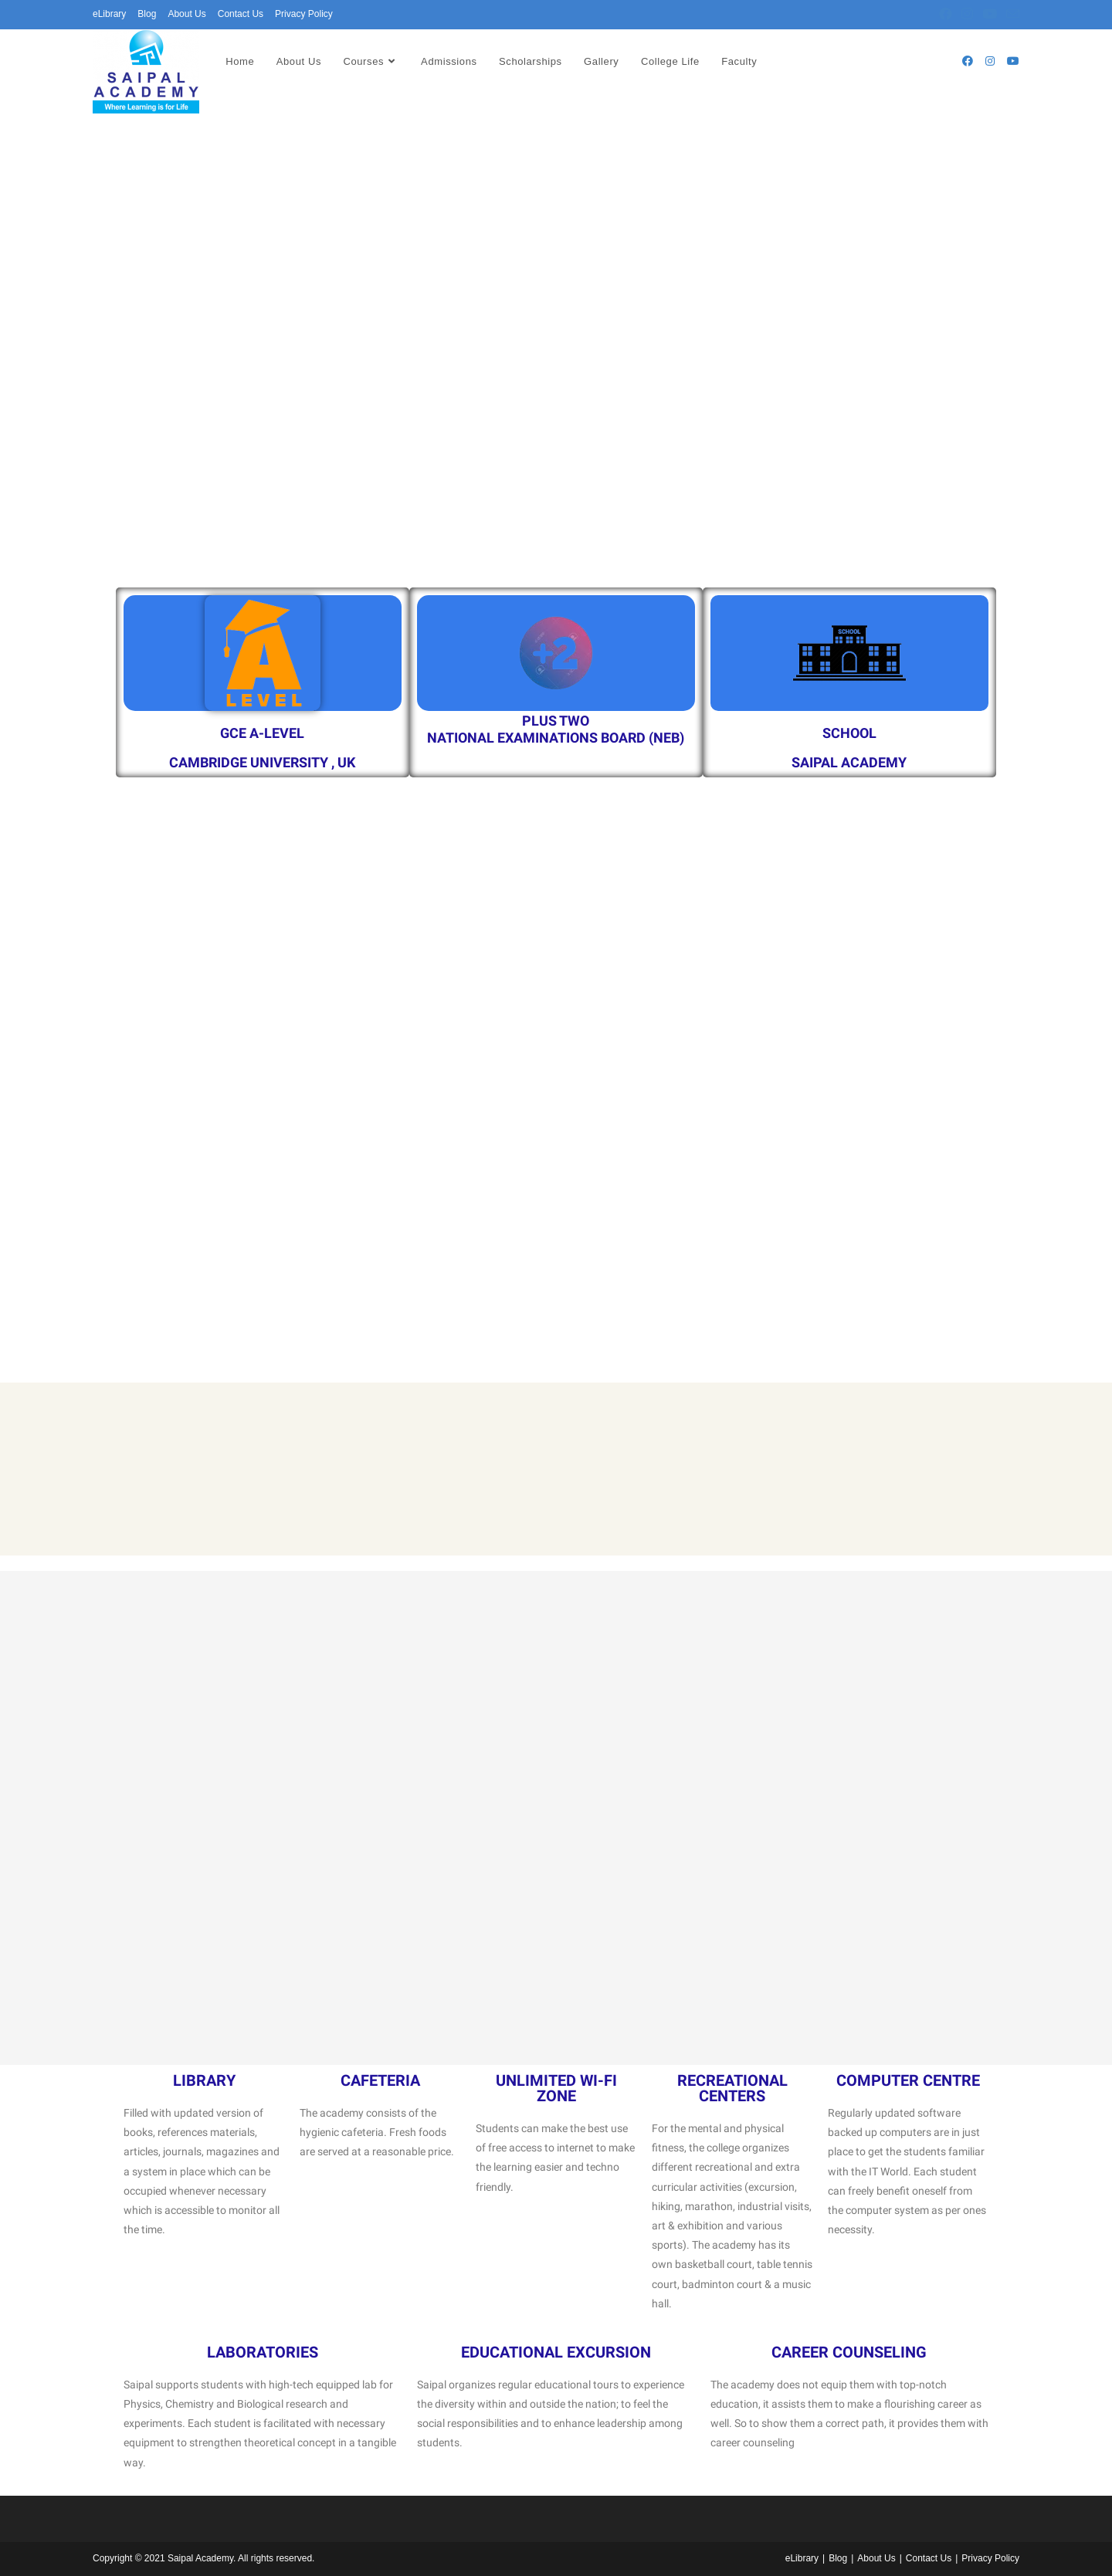 eLibrary Blog About Us Contact Us Privacy Policy
SAIPAL
ACADEMY
Where Learning is for Life
Home About Us Courses Admissions Scholarships Gallery College Life Faculty
A
LEVEL
GCE A-LEVEL
CAMBRIDGE UNIVERSITY , UK
+2
PLUS TWO
NATIONAL EXAMINATIONS BOARD (NEB)
SCHOOL
SCHOOL
SAIPAL ACADEMY
LIBRARY
Filled with updated version of
books, references materials,
articles, journals, magazines and
a system in place which can be
occupied whenever necessary
which is accessible to monitor all
the time.
CAFETERIA
The academy consists of the
hygienic cafeteria. Fresh foods
are served at a reasonable price.
UNLIMITED WI-FI
ZONE
Students can make the best use
of free access to internet to make
the learning easier and techno
friendly.
RECREATIONAL
CENTERS
For the mental and physical
fitness, the college organizes
different recreational and extra
curricular activities (excursion,
hiking, marathon, industrial visits,
art & exhibition and various
sports). The academy has its
own basketball court, table tennis
court, badminton court & a music
hall.
COMPUTER CENTRE
Regularly updated software
backed up computers are in just
place to get the students familiar
with the IT World. Each student
can freely benefit oneself from
the computer system as per ones
necessity.
LABORATORIES
Saipal supports students with high-tech equipped lab for
Physics, Chemistry and Biological research and
experiments. Each student is facilitated with necessary
equipment to strengthen theoretical concept in a tangible
way.
EDUCATIONAL EXCURSION
Saipal organizes regular educational tours to experience
the diversity within and outside the nation; to feel the
social responsibilities and to enhance leadership among
students.
CAREER COUNSELING
The academy does not equip them with top-notch
education, it assists them to make a flourishing career as
well. So to show them a correct path, it provides them with
career counseling
Copyright © 2021 Saipal Academy. All rights reserved.
eLibrary | Blog | About Us | Contact Us | Privacy Policy